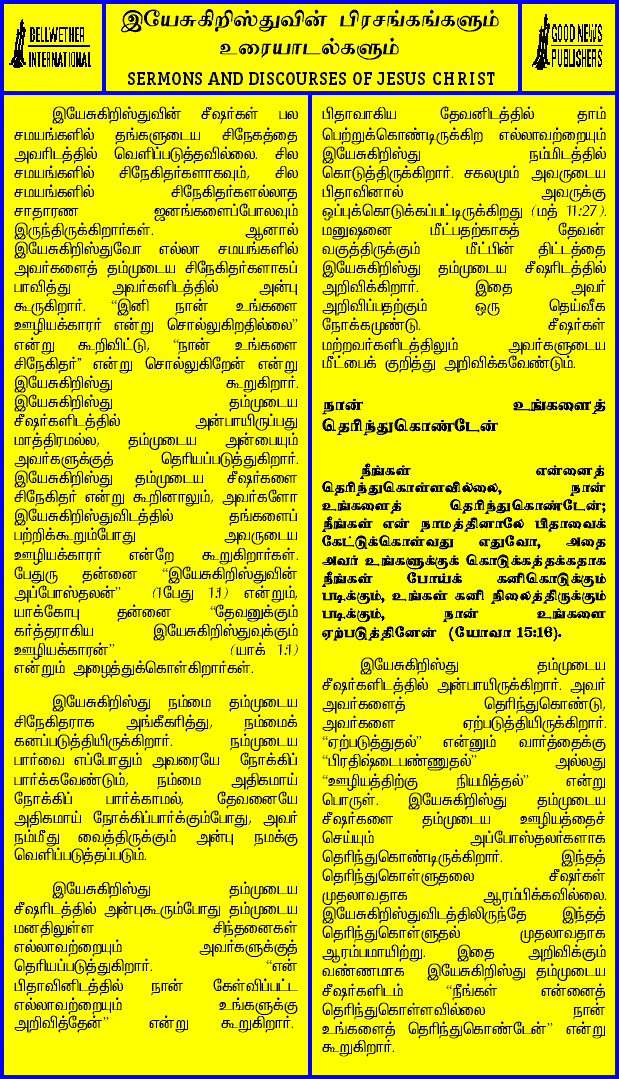 BELLWETHER
INTERNATIONAL
இயேசுகிறிஸ்துவின் பிரசங்கங்களும்
உரையாடல்களும்
SERMONS AND DISCOURSES OF JESUS CHRIST
GOOD NEWS
PUBLISHERS
இயேசுகிறிஸ்துவின் சீஷர்கள் பல
சமயங்களில் தங்களுடைய சிநேகத்தை
அவரிடத்தில் வெளிப்படுத்தவில்லை. சில
சமயங்களில் சிநேகிதர்களாகவும், சில
சமயங்களில் சிநேகிதர்களல்லாத
சாதாரண ஜனங்களைப்போலவும்
இருந்திருக்கிறார்கள். ஆனால்
இயேசுகிறிஸ்துவோ எல்லா சமயங்களில்
அவர்களைத் தம்முடைய சிநேகிதர்களாகப்
பாவித்து அவர்களிடத்தில் அன்பு
கூருகிறார். “இனி நான் உங்களை
ஊழியக்காரர் என்று சொல்லுகிறதில்லை”
என்று கூறிவிட்டு, “நான் உங்களை
சிநேகிதர்” என்று சொல்லுகிறேன் என்று
இயேசுகிறிஸ்து கூறுகிறார்.
இயேசுகிறிஸ்து தம்முடைய
சீஷர்களிடத்தில் அன்பாயிருப்பது
மாத்திரமல்ல, தம்முடைய அன்பையும்
அவர்களுக்குத் தெரியப்படுத்துகிறார்.
இயேசுகிறிஸ்து தம்முடைய சீஷர்களை
சிநேகிதர் என்று கூறினாலும், அவர்களோ
இயேசுகிறிஸ்துவிடத்தில் தங்களைப்
பற்றிக்கூறும்போது அவருடைய
ஊழியக்காரர் என்றே கூறுகிறார்கள்.
பேதுரு தன்னை “இயேசுகிறிஸ்துவின்
அப்போஸ்தலன்” (1பேது 1:1) என்றும்,
யாக்கோபு தன்னை “தேவனுக்கும்
கர்த்தராகிய இயேசுகிறிஸ்துவுக்கும்
ஊழியக்காரன்” (யாக் 1:1)
என்றும் அழைத்துக்கொள்கிறார்கள்.
இயேசுகிறிஸ்து நம்மை தம்முடைய
சிநேகிதராக அங்கீகரித்து, நம்மைக்
கனப்படுத்தியிருக்கிறார். நம்முடைய
பார்வை எப்போதும் அவரையே நோக்கிப்
பார்க்கவேண்டும், நம்மை அதிகமாய்
நோக்கிப் பார்க்காமல், தேவனையே
அதிகமாய் நோக்கிப்பார்க்கும்போது, அவர்
நம்மீது வைத்திருக்கும் அன்பு நமக்கு
வெளிப்படுத்தப்படும்.
இயேசுகிறிஸ்து தம்முடைய
சீஷரிடத்தில் அன்புகூரும்போது தம்முடைய
மனதிலுள்ள சிந்தனைகள்
எல்லாவற்றையும் அவர்களுக்குத்
தெரியப்படுத்துகிறார். “என்
பிதாவினிடத்தில் நான் கேள்விப்பட்ட
எல்லாவற்றையும் உங்களுக்கு
அறிவித்தேன்” என்று கூறுகிறார்.
பிதாவாகிய தேவனிடத்தில் தாம்
பெற்றுக்கொண்டிருக்கிற எல்லாவற்றையும்
இயேசுகிறிஸ்து நம்மிடத்தில்
கொடுத்திருக்கிறார். சகலமும் அவருடைய
பிதாவினால் அவருக்கு
ஒப்புக்கொடுக்கப்பட்டிருக்கிறது (மத் 11:27).
மனுஷனை மீட்பதற்காகத் தேவன்
வகுத்திருக்கும் மீட்பின் திட்டத்தை
இயேசுகிறிஸ்து தம்முடைய சீஷரிடத்தில்
அறிவிக்கிறார். இதை அவர்
அறிவிப்பதற்கும் ஒரு தெய்வீக
நோக்கமுண்டு. சீஷர்கள்
மற்றவர்களிடத்திலும் அவர்களுடைய
மீட்பைக் குறித்து அறிவிக்கவேண்டும்.
நான் உங்களைத்
தெரிந்துகொண்டேன்
நீங்கள் என்னைத்
தெரிந்துகொள்ளவில்லை, நான்
உங்களைத் தெரிந்துகொண்டேன்;
நீங்கள் என் நாமத்தினாலே பிதாவைக்
கேட்டுக்கொள்வது எதுவோ, அதை
அவர் உங்களுக்குக் கொடுக்கத்தக்கதாக
நீங்கள் போய்க் கனிகொடுக்கும்
படிக்கும், உங்கள் கனி நிலைத்திருக்கும்
படிக்கும், நான் உங்களை
ஏற்படுத்தினேன் (யோவா 15:16).
இயேசுகிறிஸ்து தம்முடைய
சீஷர்களிடத்தில் அன்பாயிருக்கிறார். அவர்
அவர்களைத் தெரிந்துகொண்டு,
அவர்களை ஏற்படுத்தியிருக்கிறார்.
“ஏற்படுத்துதல்” என்னும் வார்த்தைக்கு
“பிரதிஷ்டைபண்ணுதல்” அல்லது
“ஊழியத்திற்கு நியமித்தல்” என்று
பொருள். இயேசுகிறிஸ்து தம்முடைய
சீஷர்களை தம்முடைய ஊழியத்தைச்
செய்யும் அப்போஸ்தலர்களாக
தெரிந்துகொண்டிருக்கிறார். இந்தத்
தெரிந்துகொள்ளுதலை சீஷர்கள்
முதலாவதாக ஆரம்பிக்கவில்லை.
இயேசுகிறிஸ்துவிடத்திலிருந்தே இந்தத்
தெரிந்துகொள்ளுதல் முதலாவதாக
ஆரம்பமாயிற்று. இதை அறிவிக்கும்
வண்ணமாக இயேசுகிறிஸ்து தம்முடைய
சீஷர்களிடம் “நீங்கள் என்னைத்
தெரிந்துகொள்ளவில்லை நான்
உங்களைத் தெரிந்துகொண்டேன்” என்று
கூறுகிறார்.